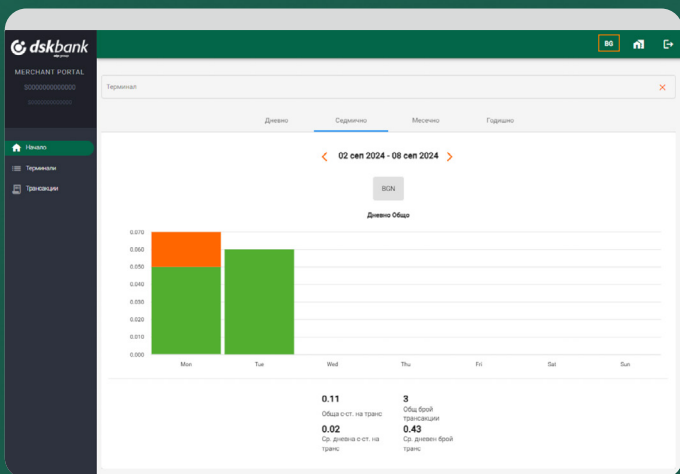 dskbank
BG
MERCHANT PORTAL
Терминал
Дневно Седмично Месечно Годишно
Начало
Терминали
Трансакции
02 сеп 2024 - 08 сеп 2024
BGN
Дневно Общо
0.070
0.060
0.050
0.040
0.030
0.020
0.010
0.000
Mon Tue Wed Thu Fri Sat Sun
0.11
Обща с-ст. на транс
3
Общ брой
трансакции
0.02
Ср. дневна с-ст. на
транс
0.43
Ср. дневен брой
транс